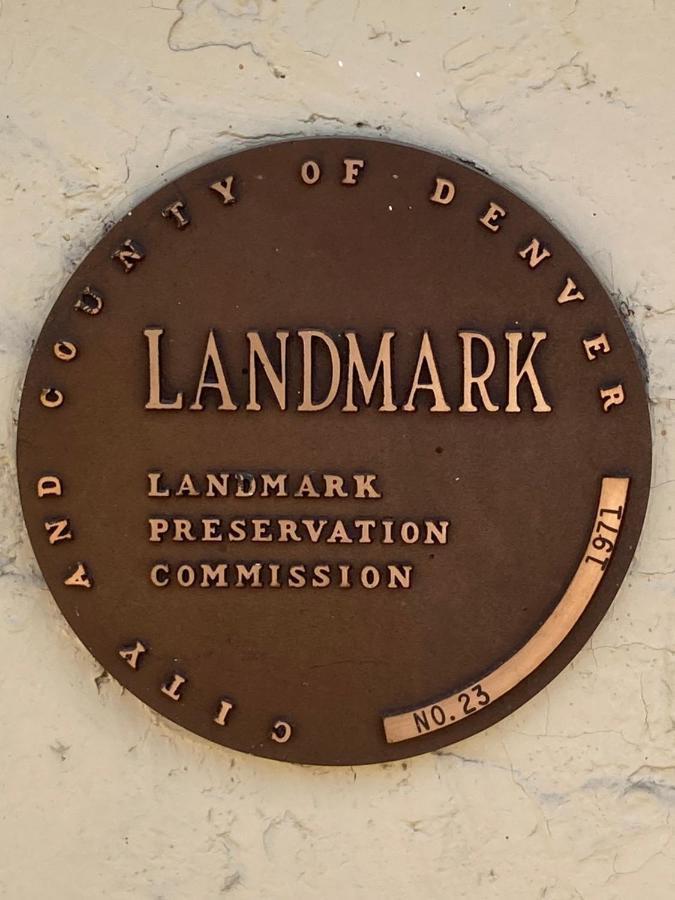 CITY AND COUNTY OF DENVER
LANDMARK
LANDMARK
PRESERVATION
COMMISSION
NO. 23 1971